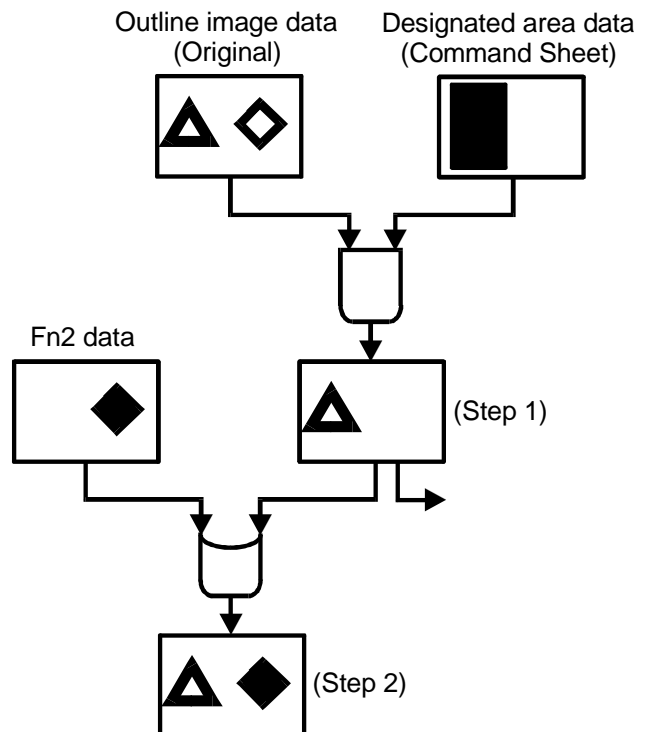 Outline image data
(Original)
Designated area data
(Command Sheet)
Fn2 data
(Step 1)
(Step 2)